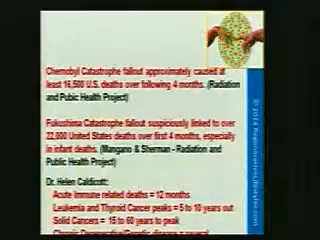 Chernobyl Catastrophe fallout approximately caused at
least 16,500 U.S. deaths over following 4 months. (Radiation
and Pubic Health Project)
Fukushima Catastrophe fallout suspiciously linked to over
22,000 United States deaths over first 4 months, especially
in infant deaths. (Mangano & Sherman - Radiation and
Public Health Project)
Dr. Helen Caldicott:
Acute Immune related deaths = 12 months
Leukemia and Thyroid Cancer peaks = 5 to 10 years out
Solid Cancers = 15 to 60 years to peak
© 2014